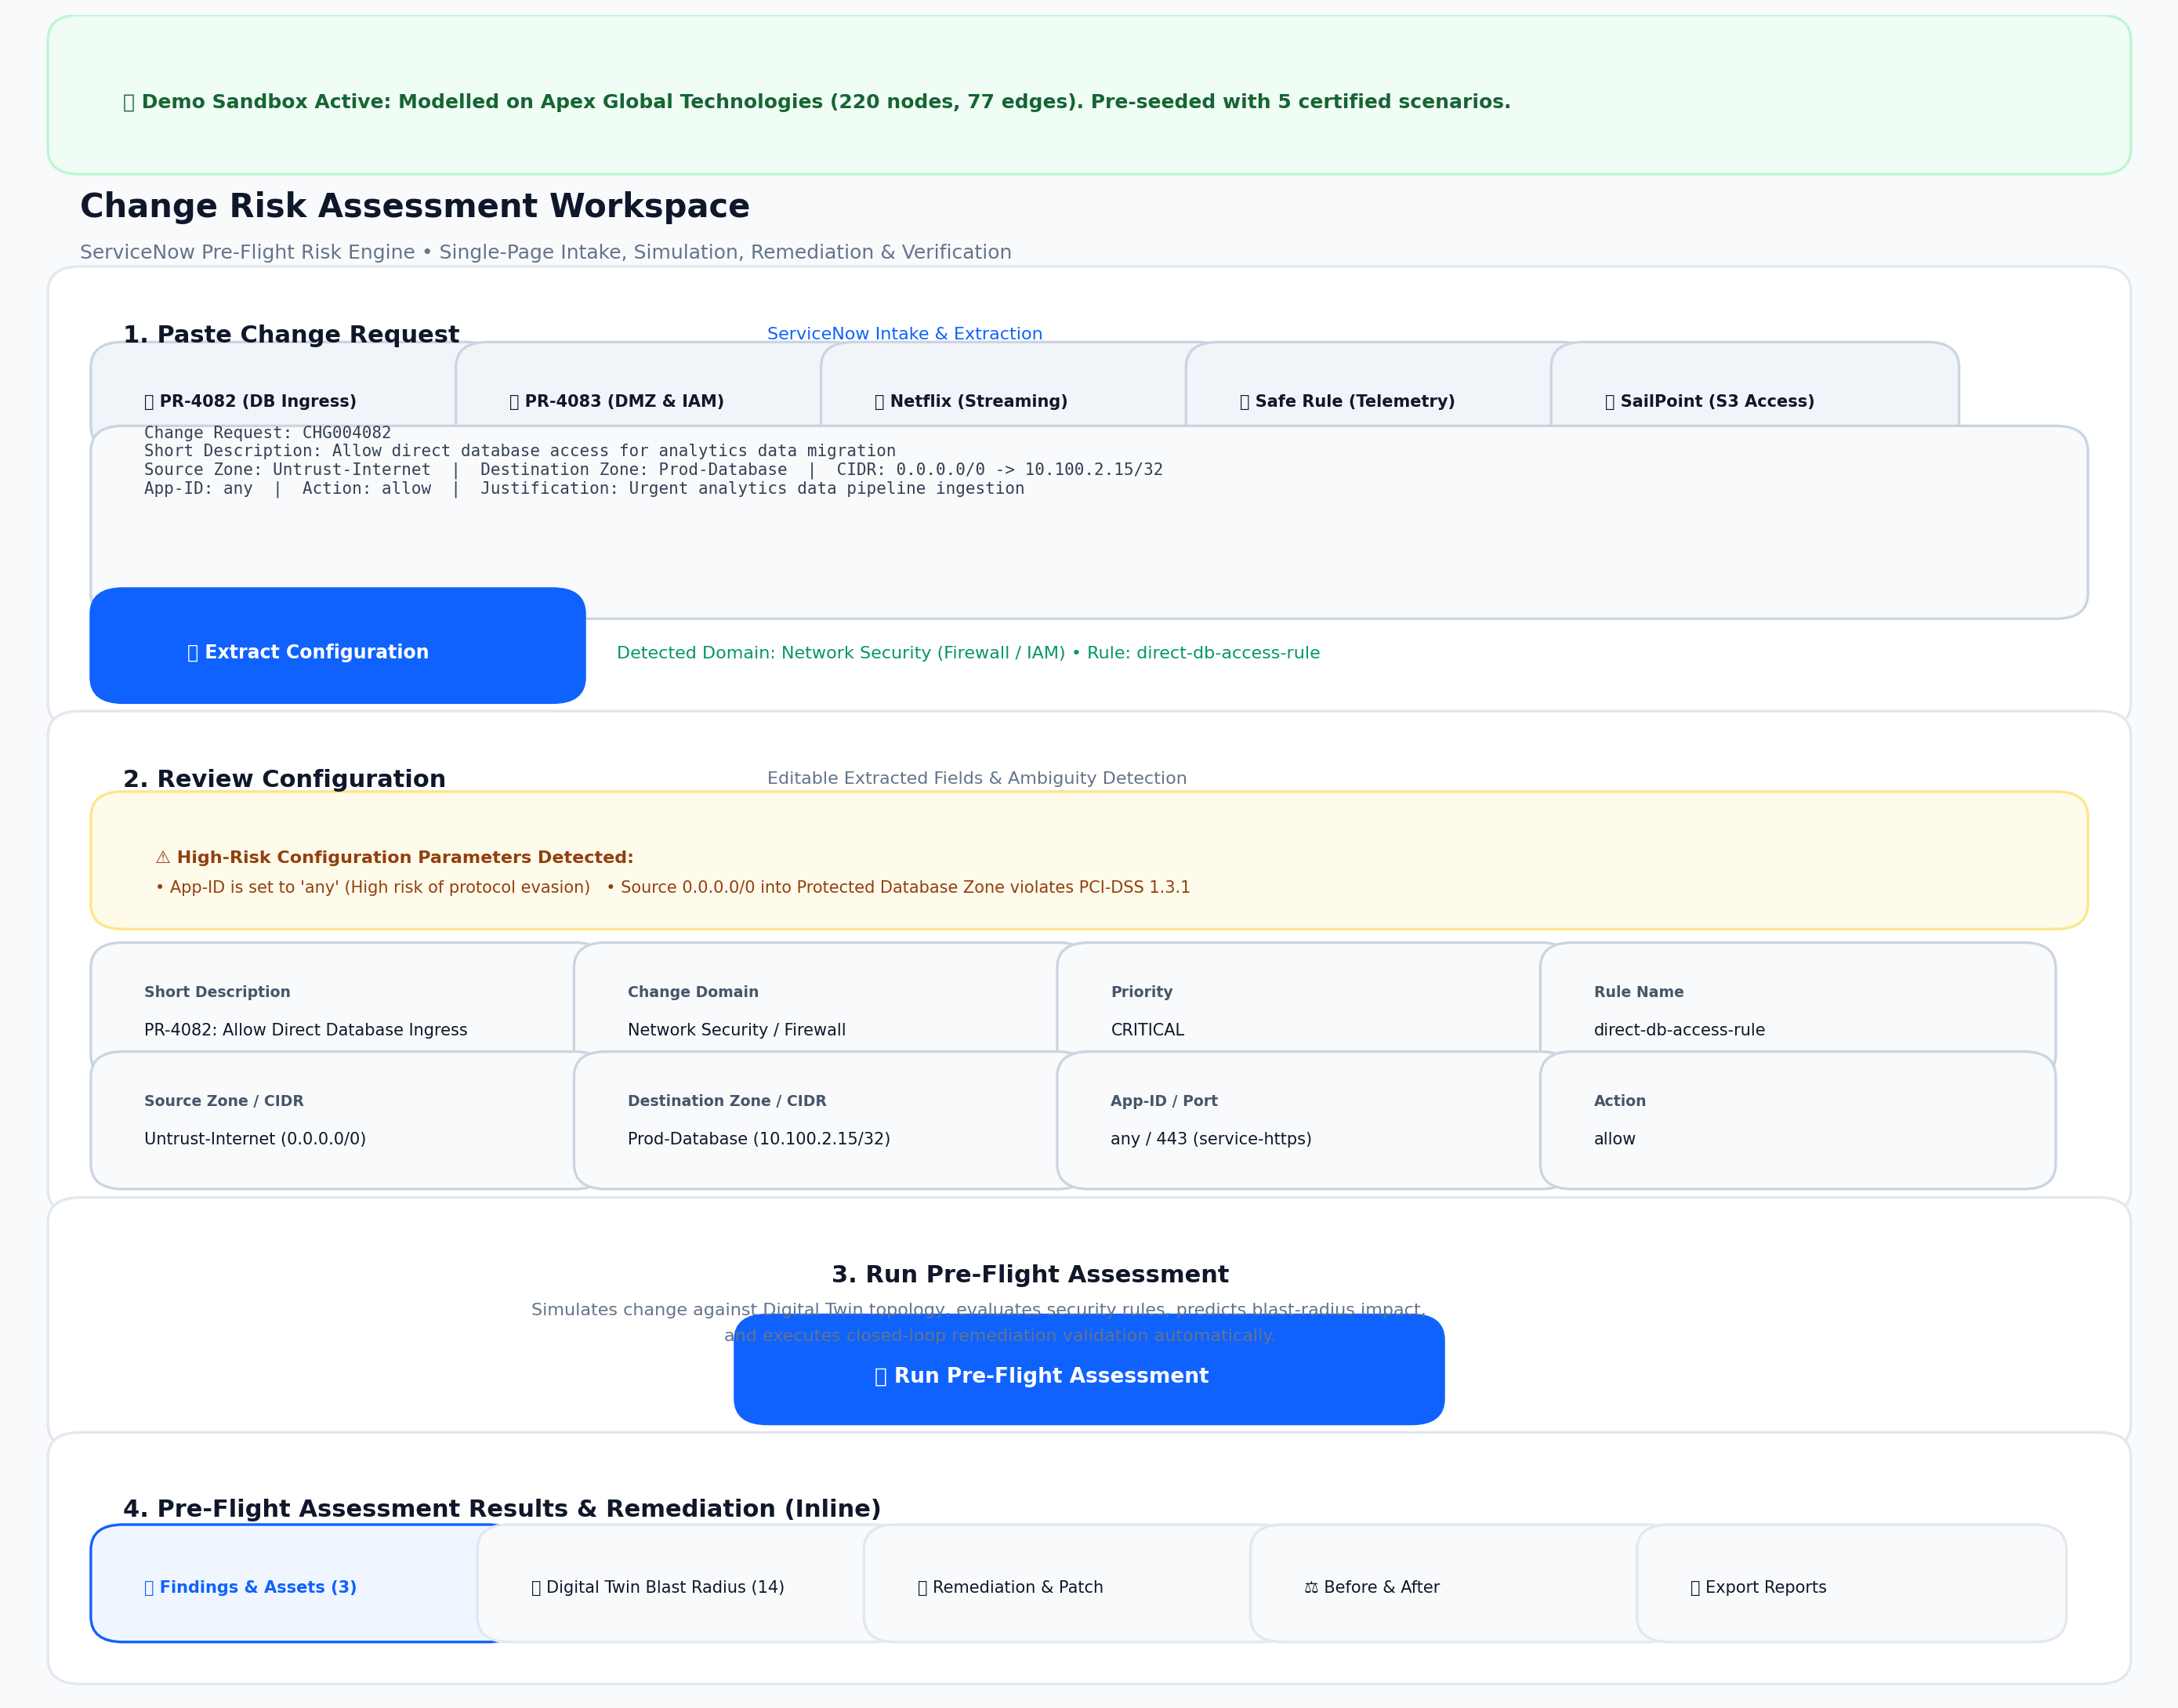 Demo Sandbox Active: Modelled on Apex Global Technologies (220 nodes, 77 edges). Pre-seeded with 5 certified scenarios.
Change Risk Assessment Workspace
ServiceNow Pre-Flight Risk Engine • Single-Page Intake, Simulation, Remediation & Verification
1. Paste Change Request
ServiceNow Intake & Extraction
PR-4082 (DB Ingress)
PR-4083 (DMZ & IAM)
Netflix (Streaming)
Safe Rule (Telemetry)
SailPoint (S3 Access)
Change Request: CHG004082
Short Description: Allow direct database access for analytics data migration
Source Zone: Untrust-Internet | Destination Zone: Prod-Database | CIDR: 0.0.0.0/0 -> 10.100.2.15/32
App-ID: any | Action: allow | Justification: Urgent analytics data pipeline ingestion
Extract Configuration
Detected Domain: Network Security (Firewall / IAM) • Rule: direct-db-access-rule
2. Review Configuration
Editable Extracted Fields & Ambiguity Detection
⚠ High-Risk Configuration Parameters Detected:
• App-ID is set to 'any' (High risk of protocol evasion) • Source 0.0.0.0/0 into Protected Database Zone violates PCI-DSS 1.3.1
Short Description
PR-4082: Allow Direct Database Ingress
Change Domain
Network Security / Firewall
Priority
CRITICAL
Rule Name
direct-db-access-rule
Source Zone / CIDR
Untrust-Internet (0.0.0.0/0)
Destination Zone / CIDR
Prod-Database (10.100.2.15/32)
App-ID / Port
any / 443 (service-https)
Action
allow
3. Run Pre-Flight Assessment
Simulates change against Digital Twin topology, evaluates security rules, predicts blast-radius impact,
and executes closed-loop remediation validation automatically.
Run Pre-Flight Assessment
4. Pre-Flight Assessment Results & Remediation (Inline)
Findings & Assets (3)
Digital Twin Blast Radius (14)
Remediation & Patch
⚖ Before & After
Export Reports